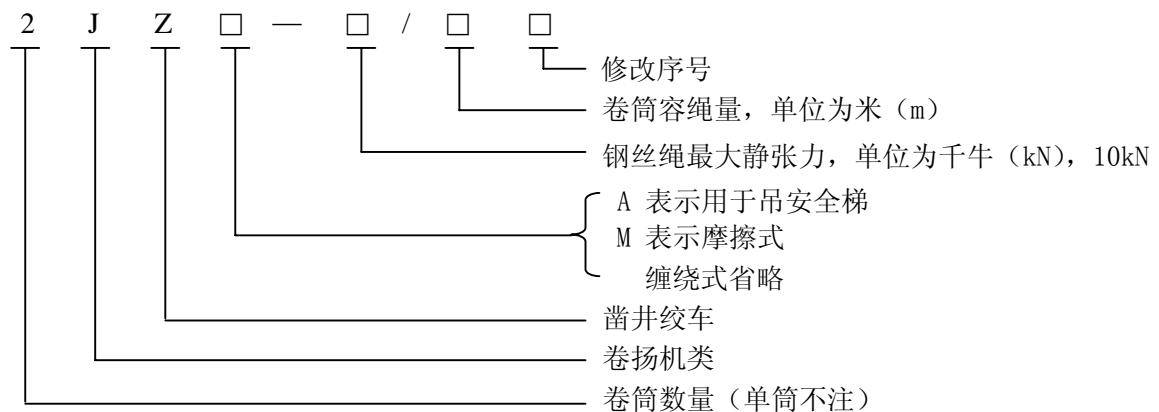 2 J Z □ — □ / □ □
修改序号
卷筒容绳量，单位为米（m）
钢丝绳最大静张力，单位为千牛（kN），10kN
A 表示用于吊安全梯
M 表示摩擦式
缠绕式省略
凿井绞车
卷扬机类
卷筒数量（单筒不注）